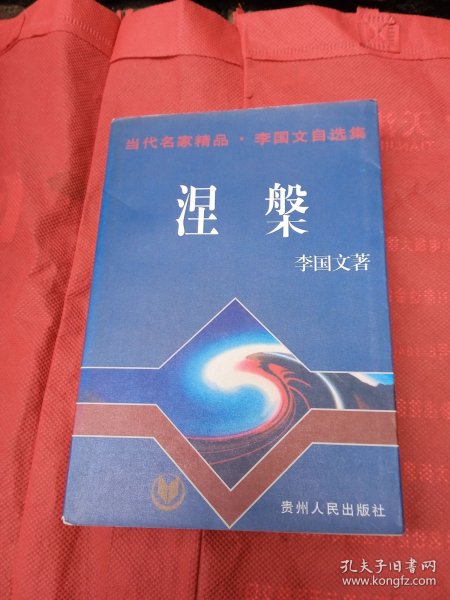 当代名家精品·李国文自选集
涅槃
李国文著
贵州人民出版社
孔夫子旧书网
www.kongfz.com